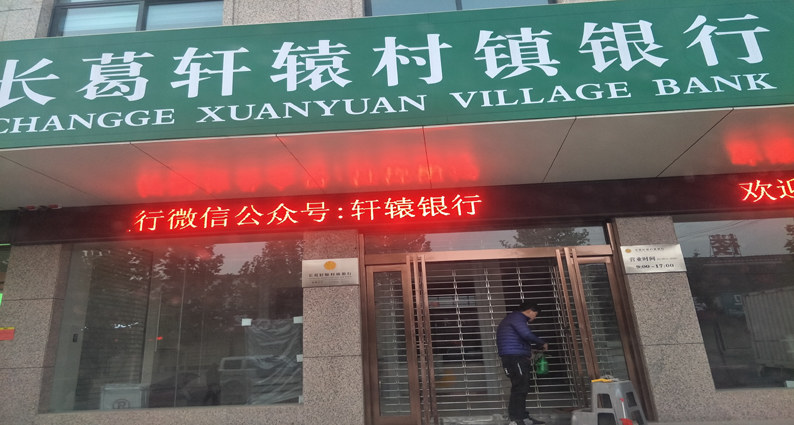 长葛轩辕村镇银行
CHANGGE XUANYUAN VILLAGE BANK
行微信公众号:轩辕银行
欢迎
营业时间
9:00-17:00